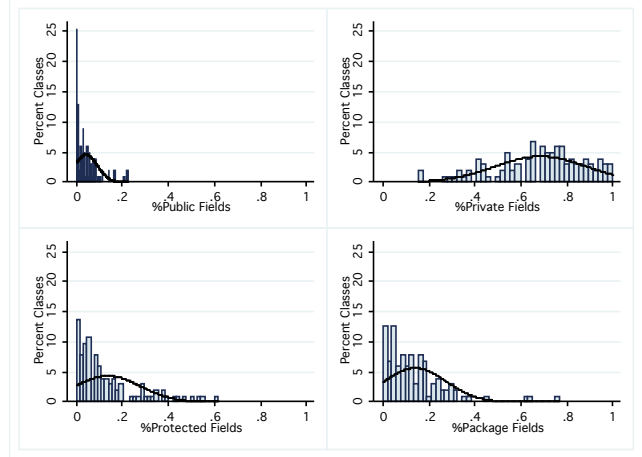 Percent Classes
25
20
15
10
5
0
0 .2 .4 .6 .8 1
%Public Fields
Percent Classes
25
20
15
10
5
0
0 .2 .4 .6 .8 1
%Private Fields
Percent Classes
25
20
15
10
5
0
0 .2 .4 .6 .8 1
%Protected Fields
Percent Classes
25
20
15
10
5
0
0 .2 .4 .6 .8 1
%Package Fields